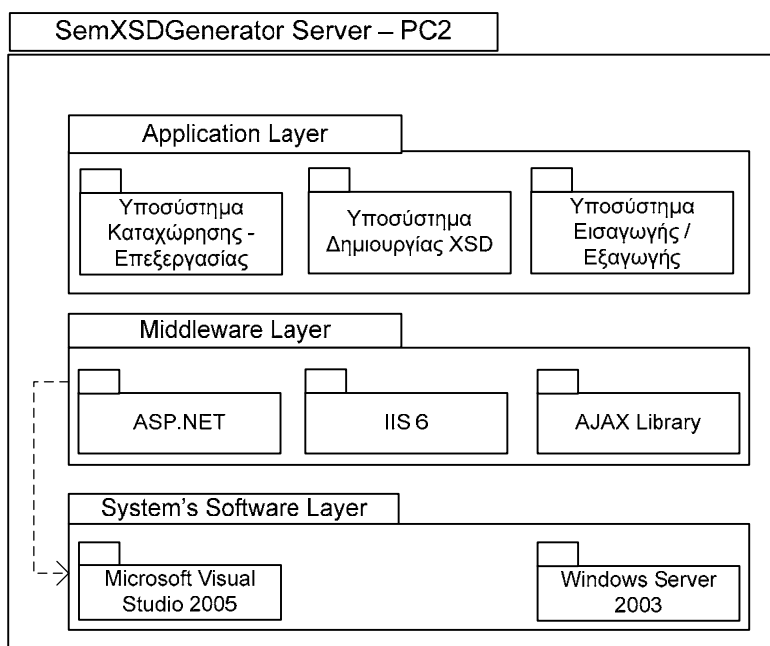 SemXSDGenerator Server – PC2
Application Layer
Υποσύστημα
Καταχώρησης -
Επεξεργασίας
Υποσύστημα
Δημιουργίας XSD
Υποσύστημα
Εισαγωγής /
Εξαγωγής
Middleware Layer
ASP.NET
IIS 6
AJAX Library
System's Software Layer
Microsoft Visual
Studio 2005
Windows Server
2003